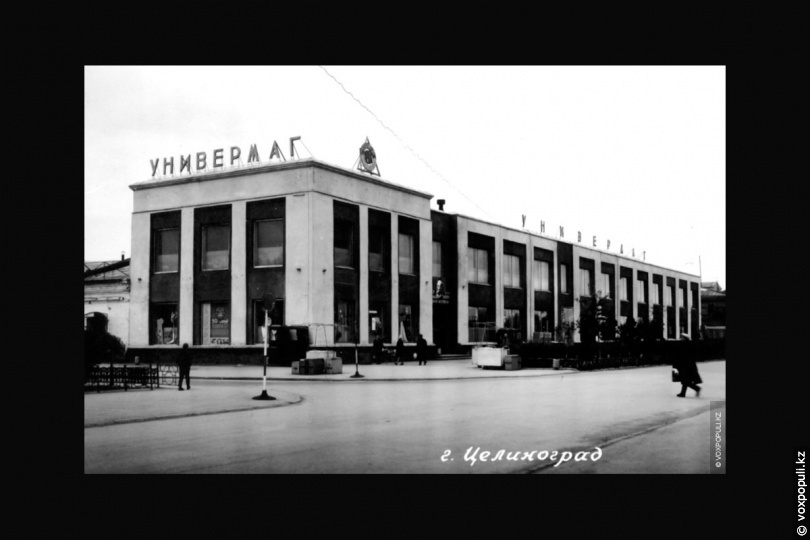 УНИВЕРМАГ
УНИВЕРМАГ
г. Целиноград
© VOXPOPULI.KZ
© voxpopuli.kz